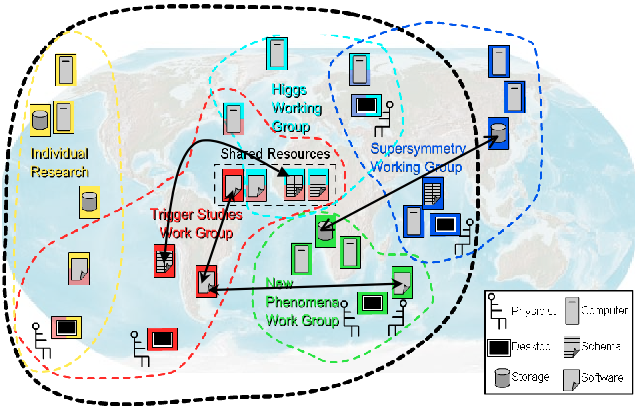 Higgs
Working
Group
Individual
Research
Supersymmetry
Working Group
Shared Resources
Trigger Studies
Work Group
New
Phenomena
Work Group
Physicist
Computer
Desktop
Schema
Storage
Software